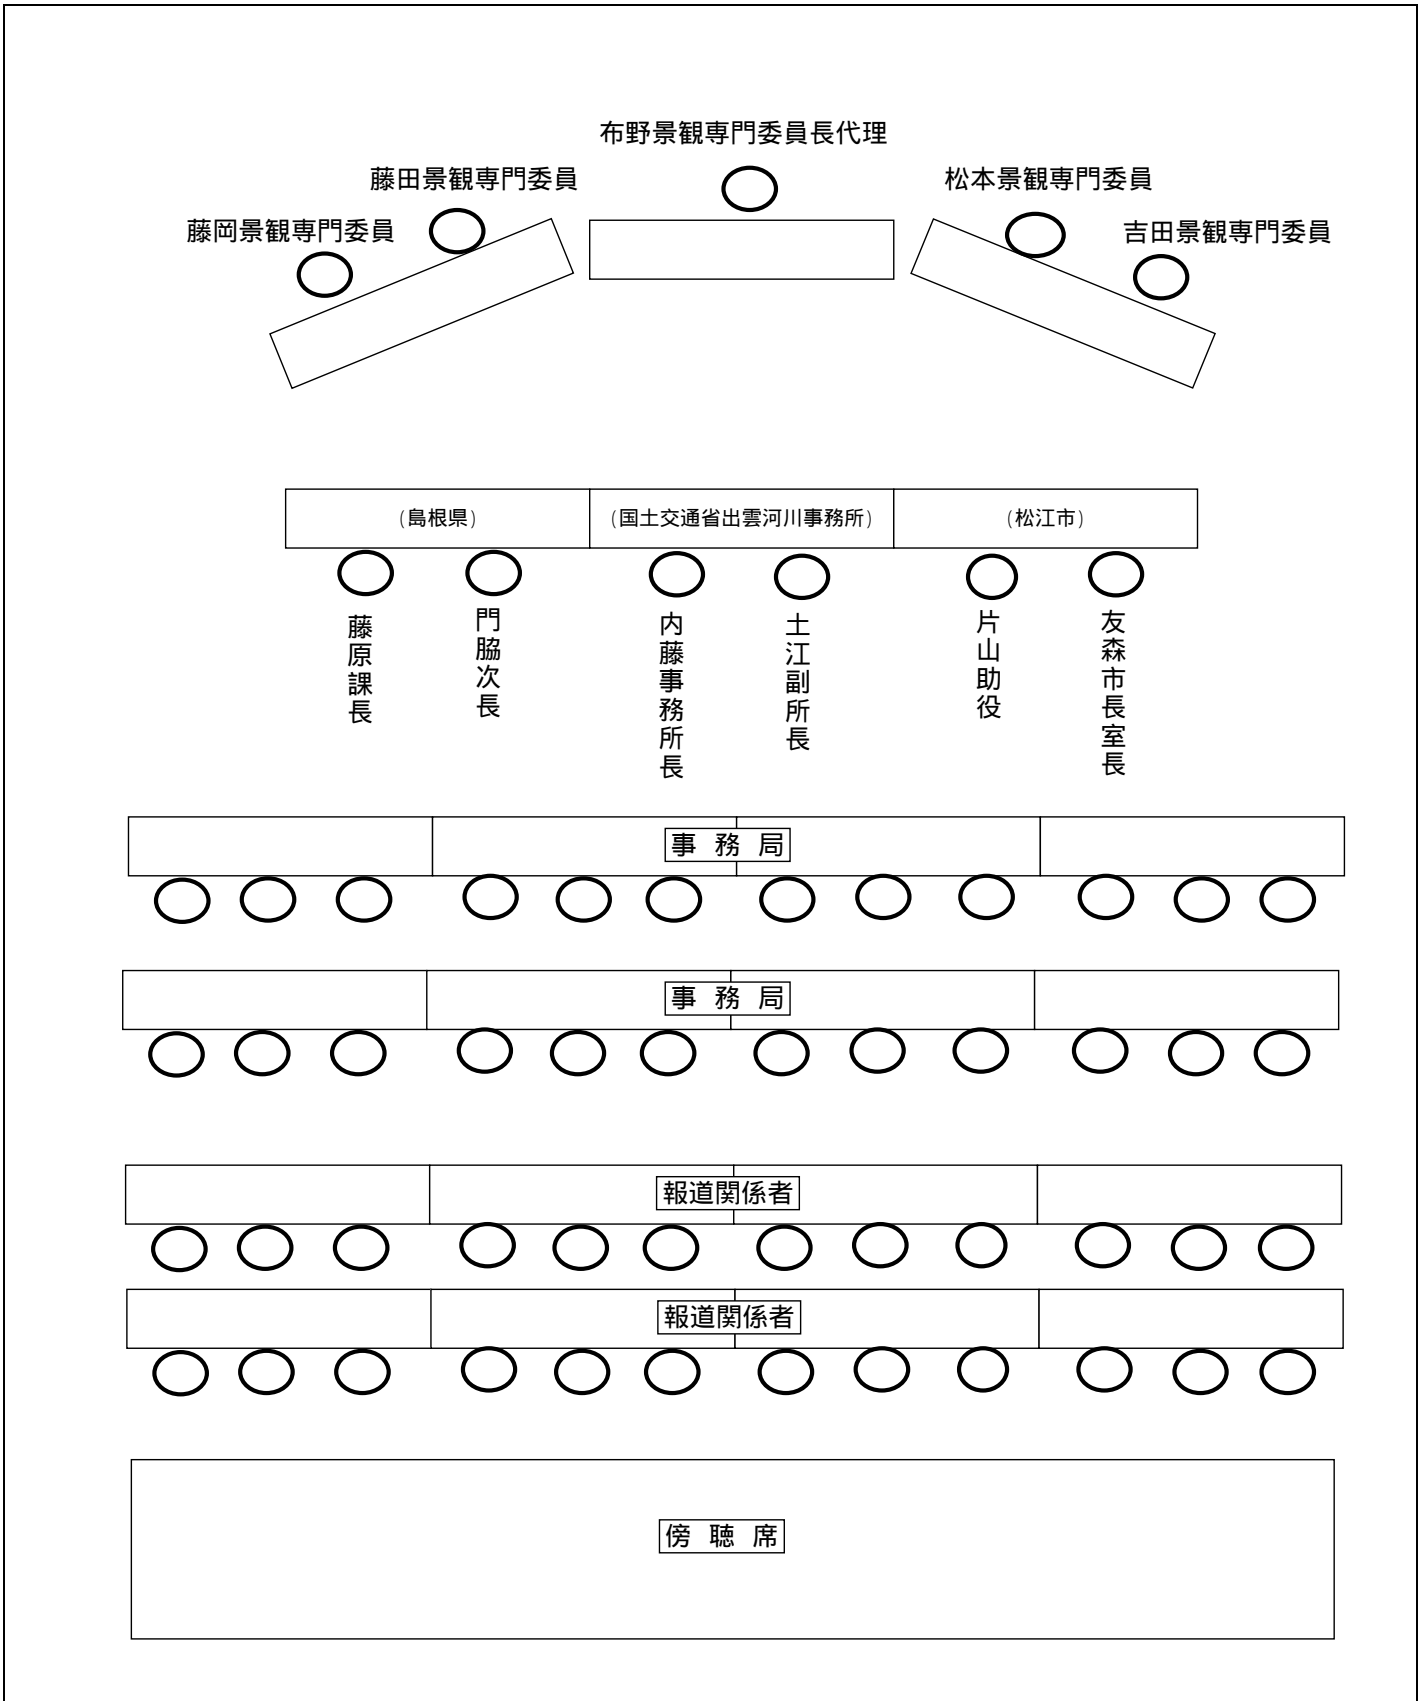 布野景観専門委員長代理
藤田景観専門委員
松本景観専門委員
藤岡景観専門委員
吉田景観専門委員
(島根県)
(国土交通省出雲河川事務所)
(松江市)
藤原課長
門脇次長
内藤事務所長
土江副所長
片山助役
友森市長室長
事 務 局
事 務 局
報道関係者
報道関係者
傍 聴 席